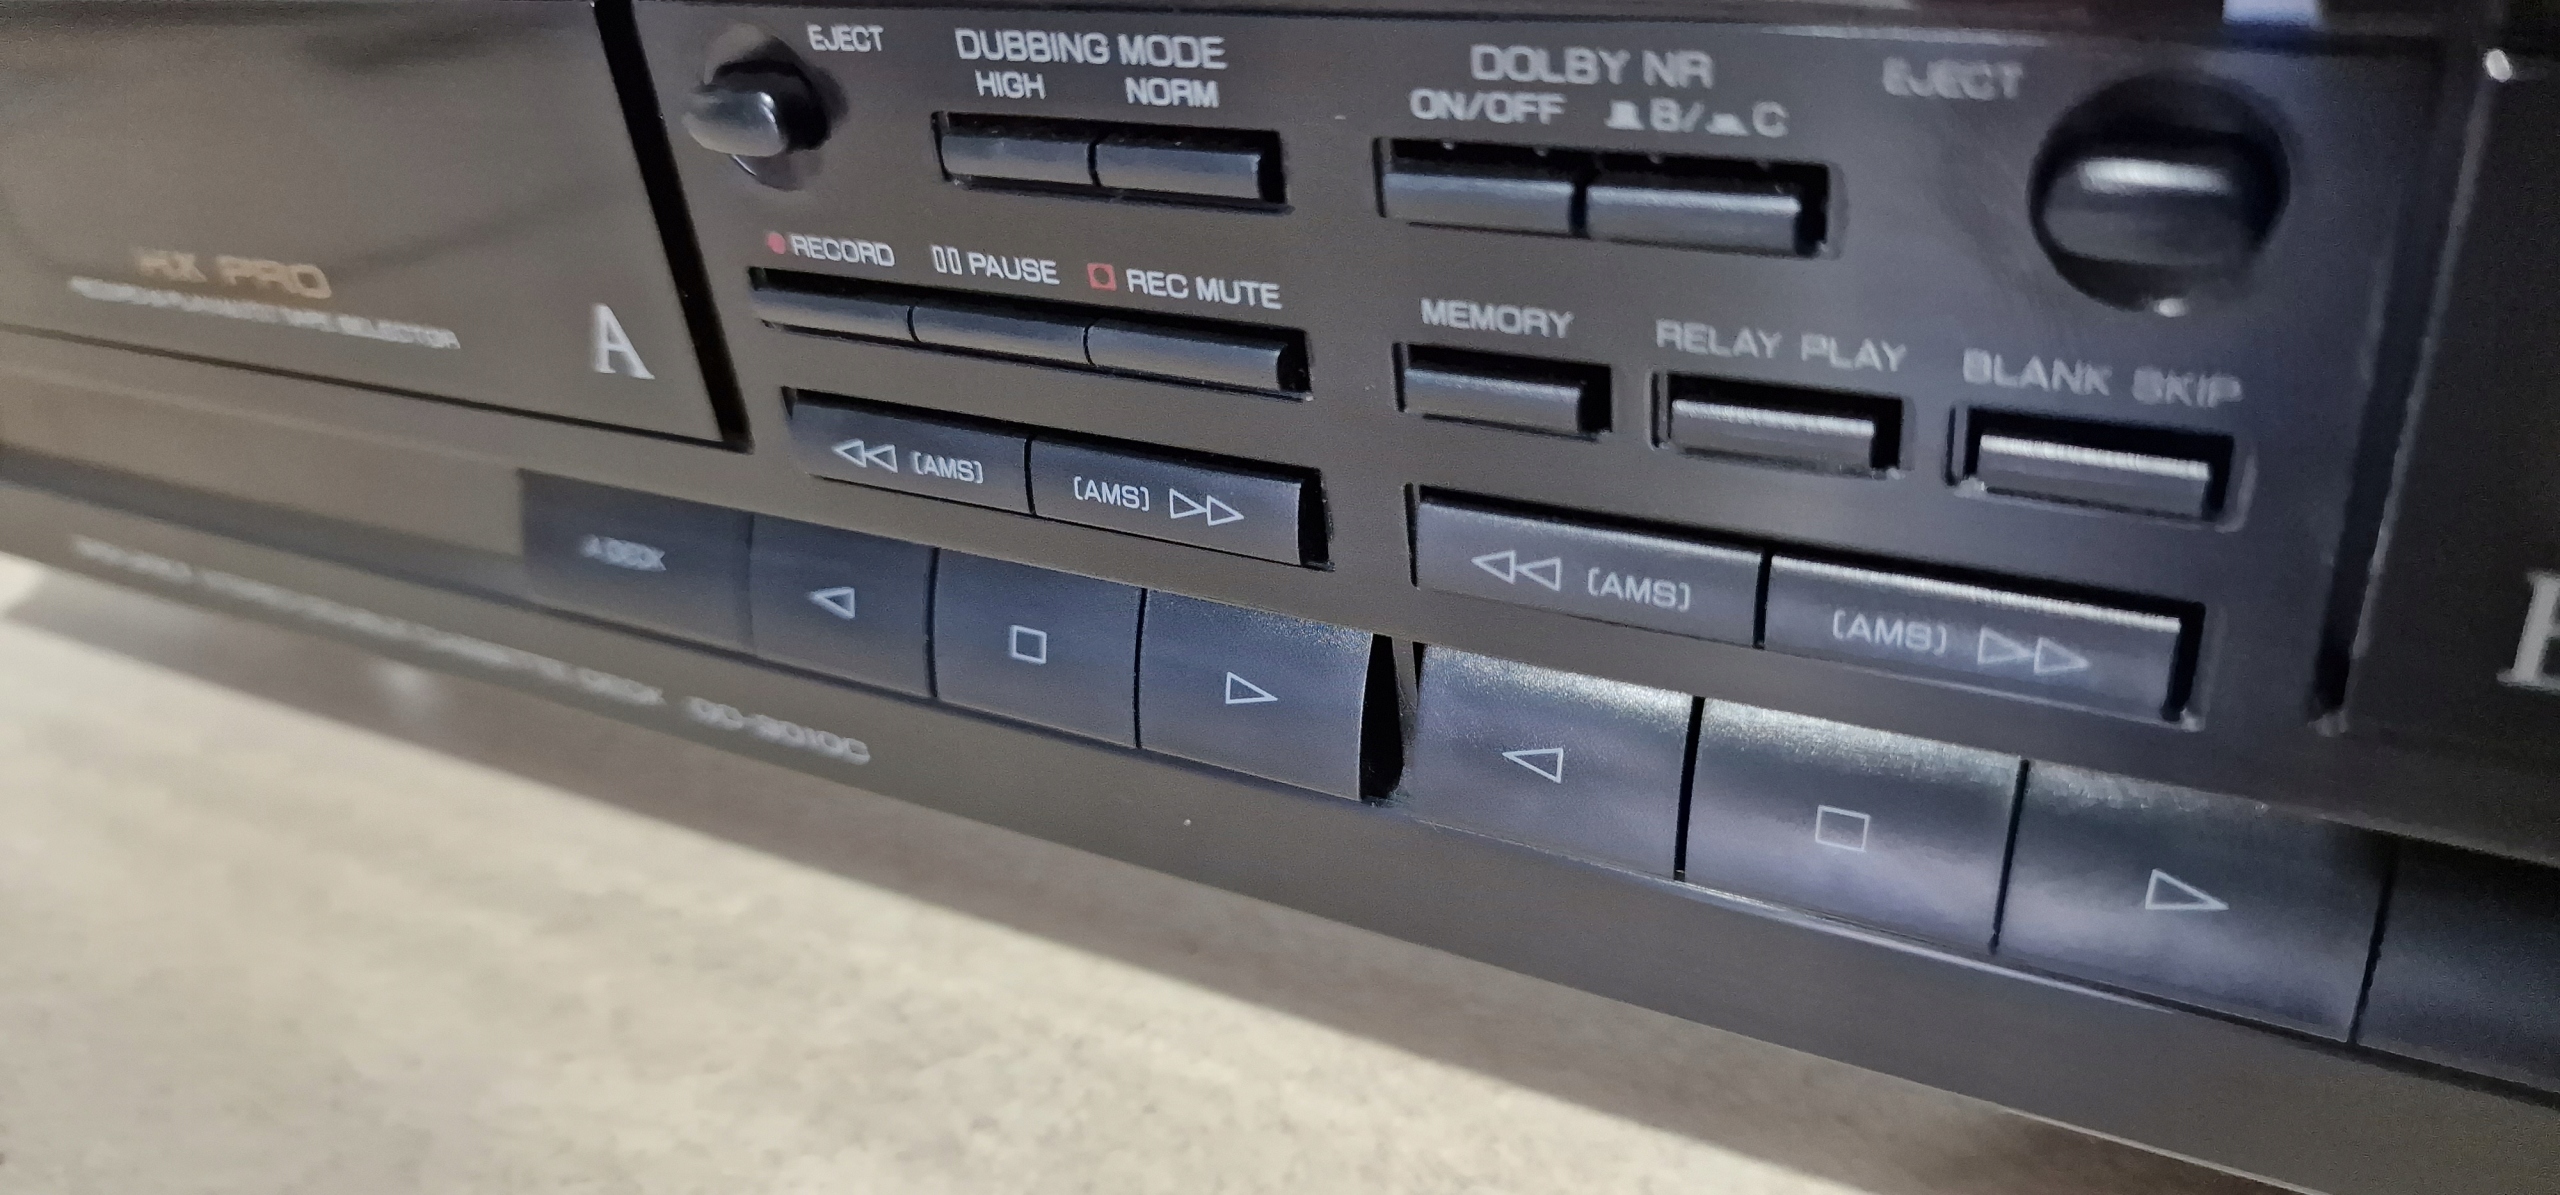 EJECT
DUBBING MODE
HIGH NORM
DOLBY NR
ON/OFF B/ C
EJECT
RECORD PAUSE REC MUTE
HX PRO
A
MEMORY RELAY PLAY BLANK SKIP
(AMS) (AMS)
(AMS) (AMS)
A DECK